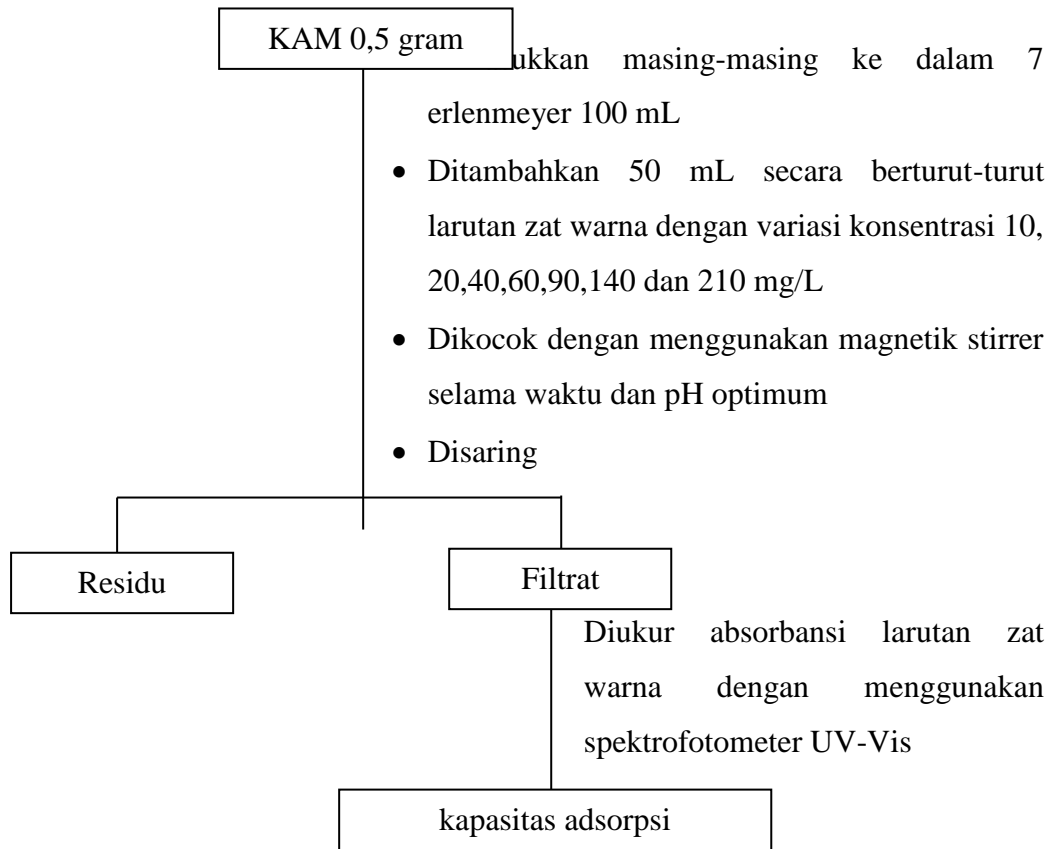 KAM 0,5 gram
ukkan masing-masing ke dalam 7
erlenmeyer 100 mL
• Ditambahkan 50 mL secara berturut-turut
larutan zat warna dengan variasi konsentrasi 10,
20,40,60,90,140 dan 210 mg/L
• Dikocok dengan menggunakan magnetik stirrer
selama waktu dan pH optimum
• Disaring
Residu
Filtrat
Diukur absorbansi larutan zat
warna dengan menggunakan
spektrofotometer UV-Vis
kapasitas adsorpsi